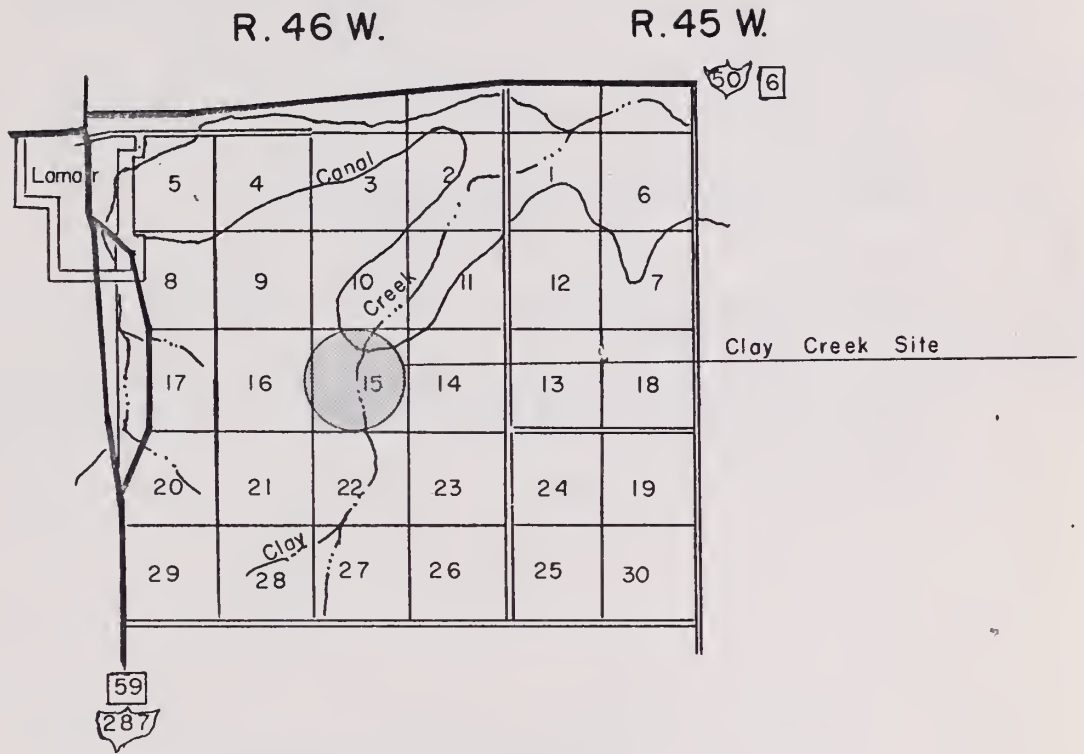 R. 46 W. R. 45 W.
50 6
Lamar 5 4 Canal 3 2 1 6
8 9 10 Creek 11 12 7
Clay Creek Site
17 16 15 14 13 18
20 21 22 23 24 19
Clay
29 28 27 26 25 30
59
287